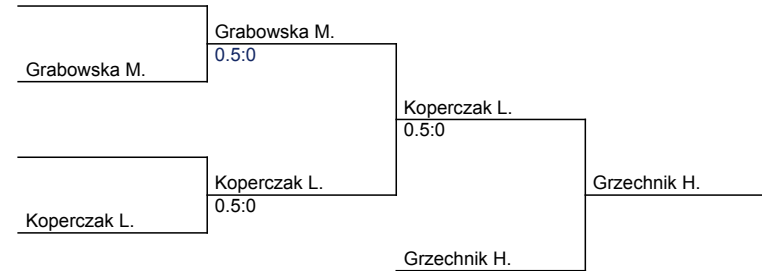 Grabowska M.
0.5:0
Grabowska M.
Koperczak L.
0.5:0
Koperczak L.
0.5:0
Grzechnik H.
Koperczak L.
Grzechnik H.